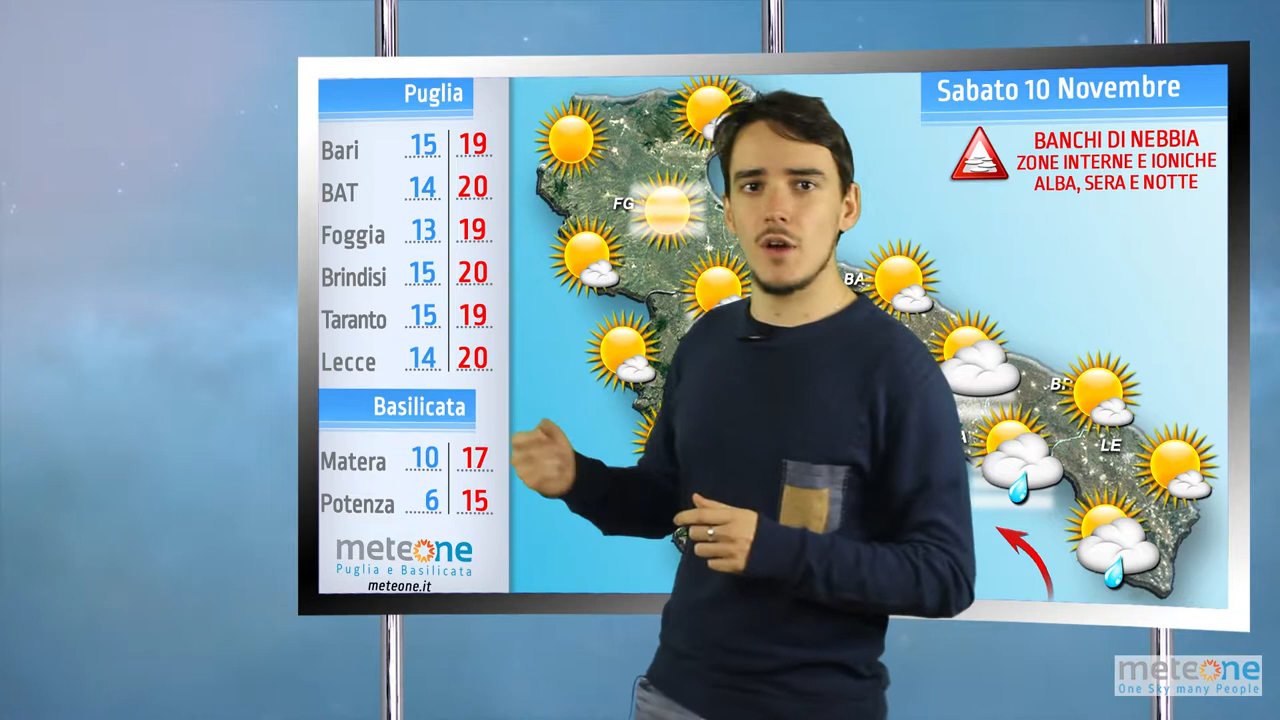 Puglia
Bari 15 19
BAT 14 20
Foggia 13 19
Brindisi 15 20
Taranto 15 19
Lecce 14 20
Basilicata
Matera 10 17
Potenza 6 15
meteone
Puglia e Basilicata
meteone.it
Sabato 10 Novembre
BANCHI DI NEBBIA
ZONE INTERNE E IONICHE
ALBA, SERA E NOTTE
FG
BA
BR
LE
meteone
One Sky many People